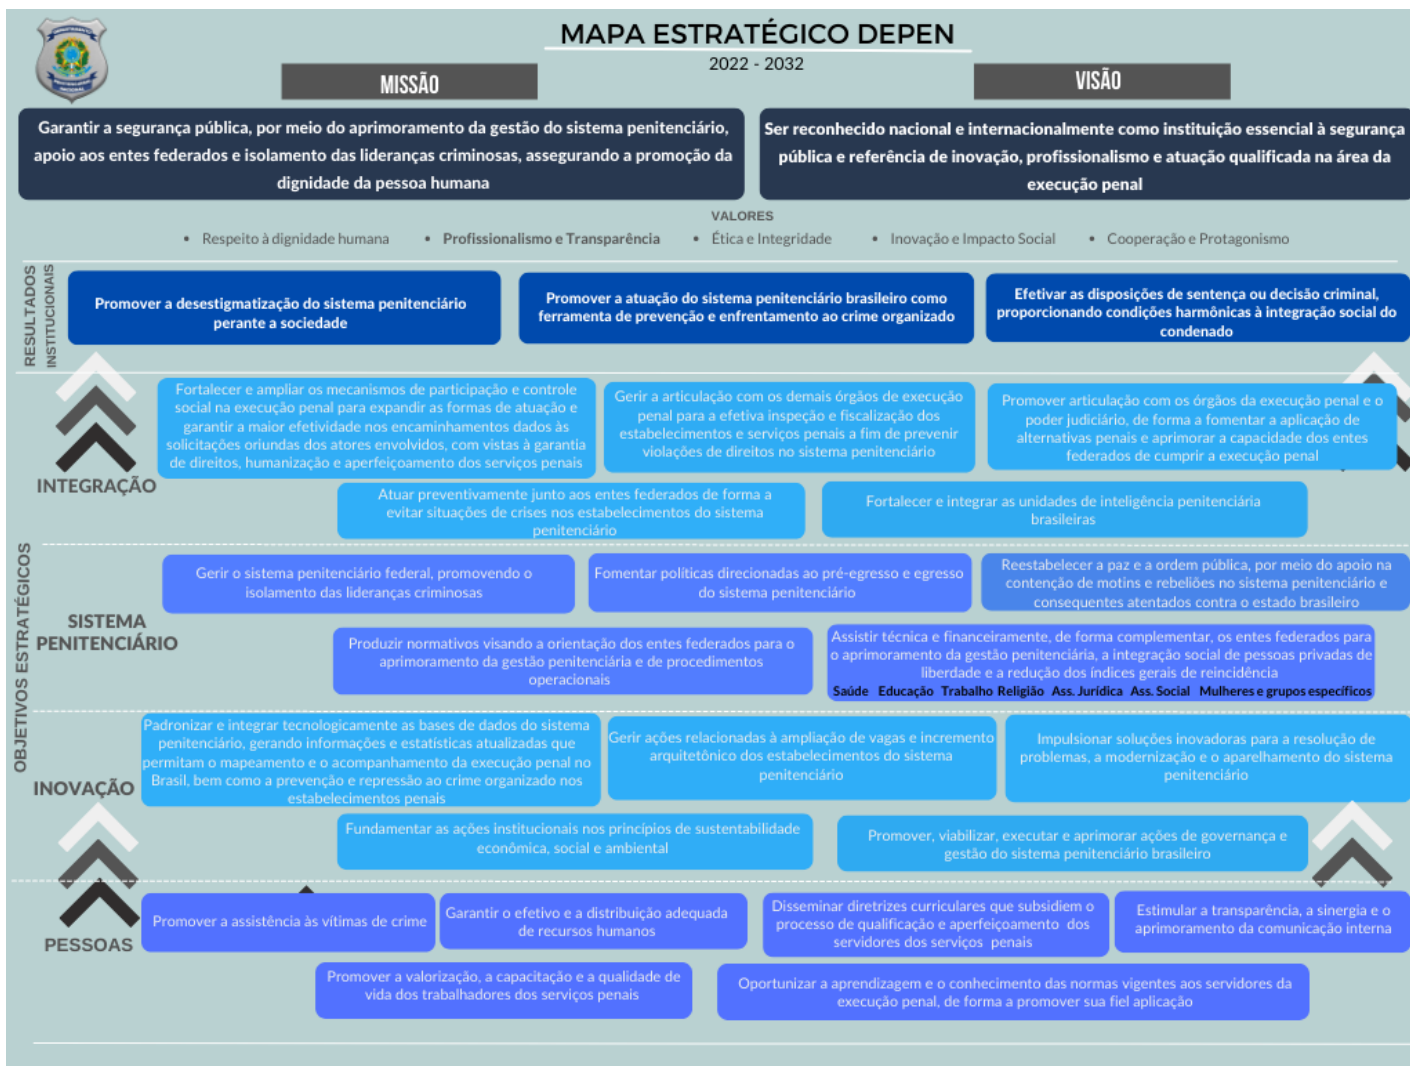 MAPA ESTRATÉGICO DEPEN
2022 - 2032
MISSÃO
Garantir a segurança pública, por meio do aprimoramento da gestão do sistema penitenciário,
apoio aos entes federados e isolamento das lideranças criminosas, assegurando a promoção da
dignidade da pessoa humana
VISÃO
Ser reconhecido nacional e internacionalmente como instituição essencial à segurança
pública e referência de inovação, profissionalismo e atuação qualificada na área da
execução penal
VALORES
• Respeito à dignidade humana • Profissionalismo e Transparência • Ética e Integridade • Inovação e Impacto Social • Cooperação e Protagonismo
RESULTADOS
INSTITUCIONAIS
Promover a desestigmatização do sistema penitenciário
perante a sociedade
Promover a atuação do sistema penitenciário brasileiro como
ferramenta de prevenção e enfrentamento ao crime organizado
Efetivar as disposições de sentença ou decisão criminal,
proporcionando condições harmônicas à integração social do
condenado
OBJETIVOS ESTRATÉGICOS
INTEGRAÇÃO
Fortalecer e ampliar os mecanismos de participação e controle
social na execução penal para expandir as formas de atuação e
garantir a maior efetividade nos encaminhamentos dados às
solicitações oriundas dos atores envolvidos, com vistas à garantia
de direitos, humanização e aperfeiçoamento dos serviços penais
Gerir a articulação com os demais órgãos de execução
penal para a efetiva inspeção e fiscalização dos
estabelecimentos e serviços penais a fim de prevenir
violações de direitos no sistema penitenciário
Promover articulação com os órgãos da execução penal e o
poder judiciário, de forma a fomentar a aplicação de
alternativas penais e aprimorar a capacidade dos entes
federados de cumprir a execução penal
Atuar preventivamente junto aos entes federados de forma a
evitar situações de crises nos estabelecimentos do sistema
penitenciário
Fortalecer e integrar as unidades de inteligência penitenciária
brasileiras
SISTEMA
PENITENCIÁRIO
Gerir o sistema penitenciário federal, promovendo o
isolamento das lideranças criminosas
Fomentar políticas direcionadas ao pré-egresso e egresso
do sistema penitenciário
Reestabelecer a paz e a ordem pública, por meio do apoio na
contenção de motins e rebeliões no sistema penitenciário e
consequentes atentados contra o estado brasileiro
Produzir normativos visando a orientação dos entes federados para o
aprimoramento da gestão penitenciária e de procedimentos
operacionais
Assistir técnica e financeiramente, de forma complementar, os entes federados para
o aprimoramento da gestão penitenciária, a integração social de pessoas privadas de
liberdade e a redução dos índices gerais de reincidência
Saúde Educação Trabalho Religião Ass. Jurídica Ass. Social Mulheres e grupos específicos
INOVAÇÃO
Padronizar e integrar tecnologicamente as bases de dados do sistema
penitenciário, gerando informações e estatísticas atualizadas que
permitam o mapeamento e o acompanhamento da execução penal no
Brasil, bem como a prevenção e repressão ao crime organizado nos
estabelecimentos penais
Gerir ações relacionadas à ampliação de vagas e incremento
arquitetônico dos estabelecimentos do sistema
penitenciário
Impulsionar soluções inovadoras para a resolução de
problemas, a modernização e o aparelhamento do sistema
penitenciário
Fundamentar as ações institucionais nos princípios de sustentabilidade
econômica, social e ambiental
Promover, viabilizar, executar e aprimorar ações de governança e
gestão do sistema penitenciário brasileiro
PESSOAS
Promover a assistência às vítimas de crime
Garantir o efetivo e a distribuição adequada
de recursos humanos
Disseminar diretrizes curriculares que subsidiem o
processo de qualificação e aperfeiçoamento dos
servidores dos serviços penais
Estimular a transparência, a sinergia e o
aprimoramento da comunicação interna
Promover a valorização, a capacitação e a qualidade de
vida dos trabalhadores dos serviços penais
Oportunizar a aprendizagem e o conhecimento das normas vigentes aos servidores da
execução penal, de forma a promover sua fiel aplicação